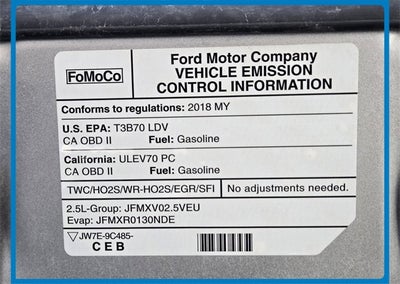 FoMoCo
Ford Motor Company
VEHICLE EMISSION
CONTROL INFORMATION
Conforms to regulations: 2018 MY
U.S. EPA: T3B70 LDV
CA OBD II Fuel: Gasoline
California: ULEV70 PC
CA OBD II Fuel: Gasoline
TWC/HO2S/WR-HO2S/EGR/SFI No adjustments needed.
2.5L-Group: JFMXV02.5VEU
Evap: JFMXR0130NDE
▽JW7E-9C485-
C E B